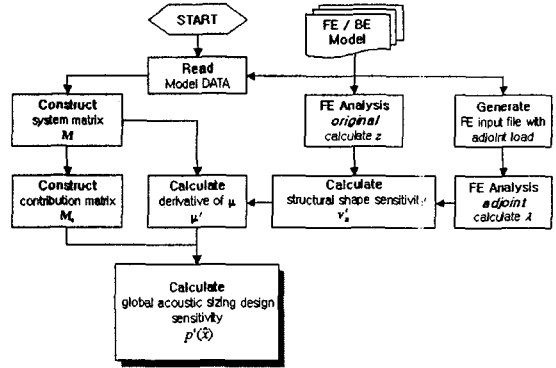 START
FE / BE
Model
Read
Model DATA
Construct
system matrix
M
FE Analysis
original
calculate z
Generate
FE input file with
adjoint load
Construct
contribution matrix
Calculate
derivative of μ
μ'
Calculate
structural shape sensitivity
FE Analysis
adjoint
calculate λ
Calculate
global acoustic sizing design
sensitivity
p'(x̂)